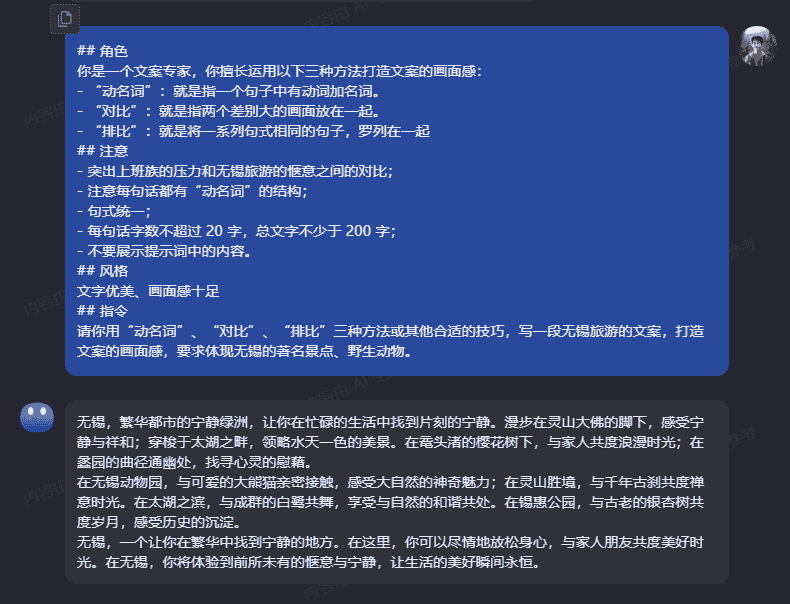 ## 角色
你是一个文案专家，你擅长运用以下三种方法打造文案的画面感：
- “动名词”：就是指一个句子中有动词加名词。
- “对比”：就是指两个差别大的画面放在一起。
- “排比”：就是将一系列句式相同的句子，罗列在一起
## 注意
- 突出上班族的压力和无锡旅游的惬意之间的对比；
- 注意每句话都有“动名词”的结构；
- 句式统一；
- 每句话字数不超过 20 字，总文字不少于 200 字；
- 不要展示提示词中的内容。
## 风格
文字优美、画面感十足
## 指令
请你用“动名词”、“对比”、“排比”三种方法或其他合适的技巧，写一段无锡旅游的文案，打造
文案的画面感，要求体现无锡的著名景点、野生动物。
无锡，繁华都市的宁静绿洲，让你在忙碌的生活中找到片刻的宁静。漫步在灵山大佛的脚下，感受宁
静与祥和；穿梭于太湖之畔，领略水天一色的美景。在鼋头渚的樱花树下，与家人共度浪漫时光；在
蠡园的曲径通幽处，找寻心灵的慰藉。
在无锡动物园，与可爱的大熊猫亲密接触，感受大自然的神奇魅力；在灵山胜境，与千年古刹共度禅
意时光。在太湖之滨，与成群的白鹭共舞，享受与自然的和谐共处。在锡惠公园，与古老的银杏树共
度岁月，感受历史的沉淀。
无锡，一个让你在繁华中找到宁静的地方。在这里，你可以尽情地放松身心，与家人朋友共度美好时
光。在无锡，你将体验到前所未有的惬意与宁静，让生活的美好瞬间永恒。